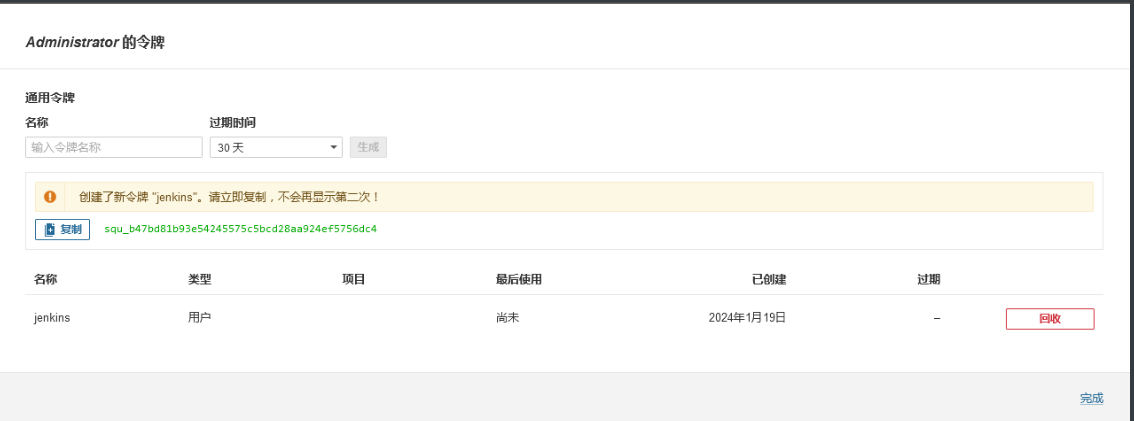 Administrator 的令牌
通用令牌
名称 过期时间
输入令牌名称 30 天 生成
创建了新令牌 "jenkins"。请立即复制，不会再显示第二次！
复制 squ_b47bd81b93e54245575c5bcd28aa924ef5756dc4
名称 类型 项目 最后使用 已创建 过期
jenkins 用户 尚未 2024年1月19日 – 回收
完成